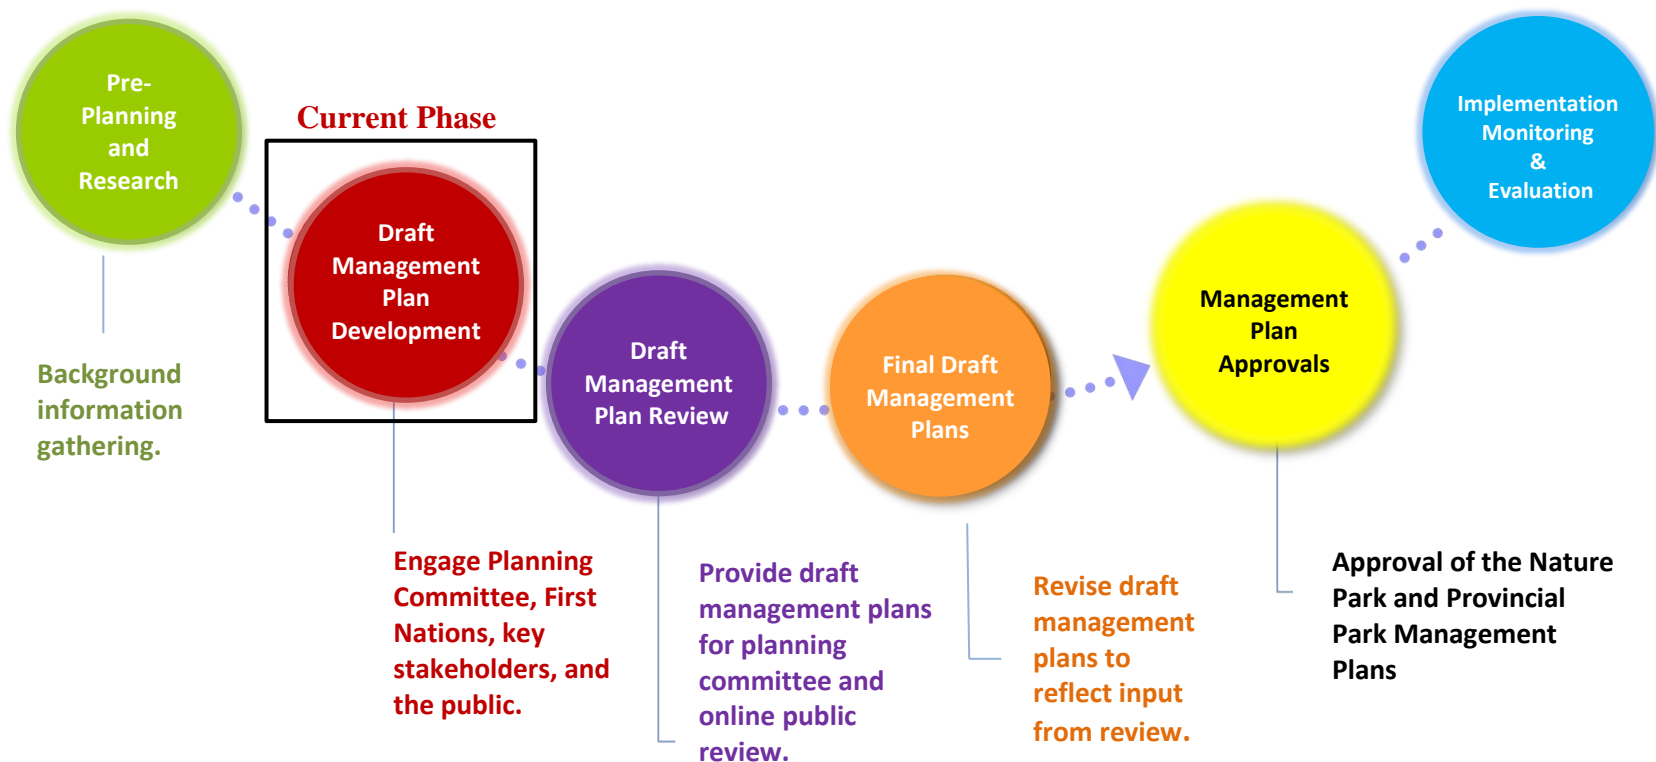 Pre-
Planning
and
Research
Background
information
gathering.
Current Phase
Draft
Management
Plan
Development
Engage Planning
Committee, First
Nations, key
stakeholders, and
the public.
Draft
Management
Plan Review
Provide draft
management plans
for planning
committee and
online public
review.
Final Draft
Management
Plans
Revise draft
management
plans to
reflect input
from review.
Management
Plan
Approvals
Approval of the Nature
Park and Provincial
Park Management
Plans
Implementation
Monitoring
&
Evaluation